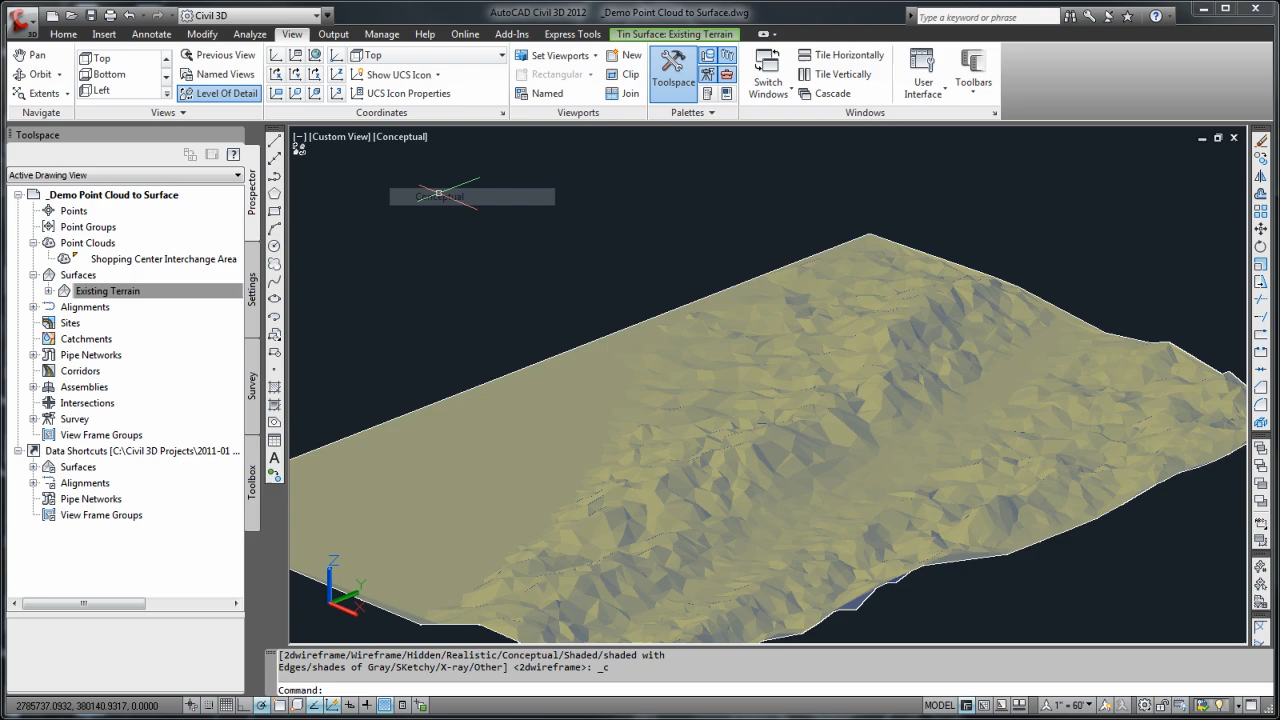 Civil 3D
AutoCAD Civil 3D 2012 _Demo Point Cloud to Surface.dwg
Type a keyword or phrase
3D
Home Insert Annotate Modify Analyze View Output Manage Help Online Add-Ins Express Tools Tin Surface: Existing Terrain
Pan
Orbit
Extents
Navigate
Top
Bottom
Left
Previous View
Named Views
Level Of Detail
Views
Top
Show UCS Icon
UCS Icon Properties
Coordinates
Set Viewports
Rectangular
Named
New
Clip
Join
Viewports
Toolspace
Palettes
Switch
Windows
Tile Horizontally
Tile Vertically
Cascade
Windows
User
Interface
Toolbars
Toolspace
Active Drawing View
_Demo Point Cloud to Surface
Points
Point Groups
Point Clouds
Shopping Center Interchange Area
Surfaces
Existing Terrain
Alignments
Sites
Catchments
Pipe Networks
Corridors
Assemblies
Intersections
Survey
View Frame Groups
Data Shortcuts [C:\Civil 3D Projects\2011-01 ...
Surfaces
Alignments
Pipe Networks
View Frame Groups
Prospector
Settings
Survey
Toolbox
[−] [Custom View] [Conceptual]
Conceptual
Z
Y
X
[2dwireframe/Wireframe/Hidden/Realistic/Conceptual/Shaded/shaded with
Edges/shades of Gray/SKetchy/X-ray/Other] <2dwireframe>: _c
Command:
2785737.0932, 380140.9317, 0.0000
MODEL
1" = 60'